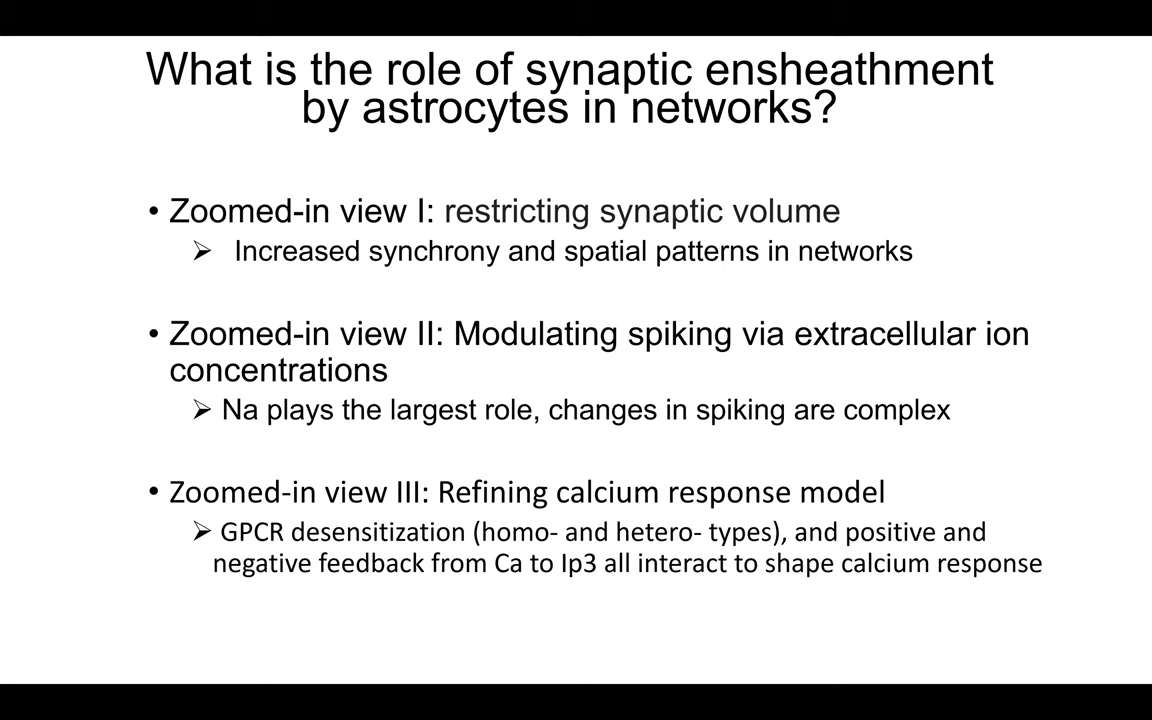 What is the role of synaptic ensheathment
by astrocytes in networks?
• Zoomed-in view I: restricting synaptic volume
➢ Increased synchrony and spatial patterns in networks
• Zoomed-in view II: Modulating spiking via extracellular ion
concentrations
➢ Na plays the largest role, changes in spiking are complex
• Zoomed-in view III: Refining calcium response model
➢ GPCR desensitization (homo- and hetero- types), and positive and
negative feedback from Ca to Ip3 all interact to shape calcium response